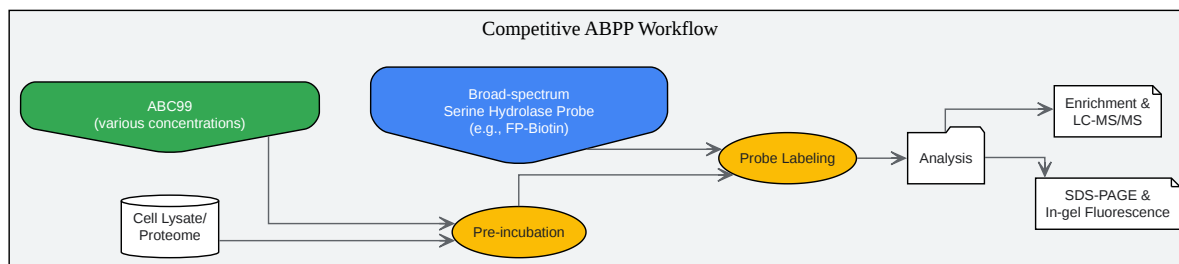 Competitive ABPP Workflow
ABC99
(various concentrations)
Broad-spectrum
Serine Hydrolase Probe
(e.g., FP-Biotin)
Cell Lysate/
Proteome
Pre-incubation
Probe Labeling
Analysis
Enrichment &
LC-MS/MS
SDS-PAGE &
In-gel Fluorescence